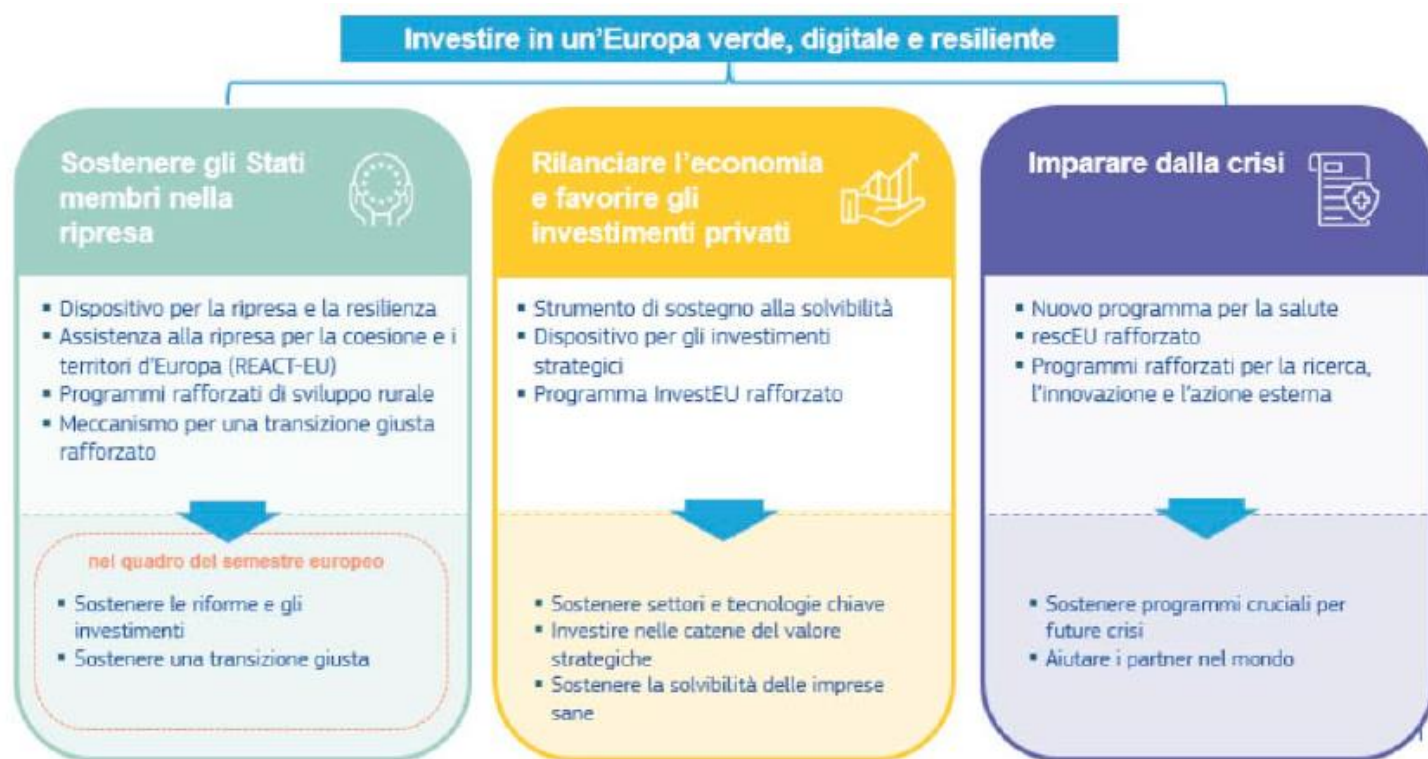 Investire in un'Europa verde, digitale e resiliente
Sostenere gli Stati
membri nella
ripresa
▪ Dispositivo per la ripresa e la resilienza
▪ Assistenza alla ripresa per la coesione e i
territori d'Europa (REACT-EU)
▪ Programmi rafforzati di sviluppo rurale
▪ Meccanismo per una transizione giusta
rafforzato
nel quadro del semestre europeo
▪ Sostenere le riforme e gli
investimenti
▪ Sostenere una transizione giusta
Rilanciare l'economia
e favorire gli
investimenti privati
▪ Strumento di sostegno alla solvibilità
▪ Dispositivo per gli investimenti
strategici
▪ Programma InvestEU rafforzato
▪ Sostenere settori e tecnologie chiave
▪ Investire nelle catene del valore
strategiche
▪ Sostenere la solvibilità delle imprese
sane
Imparare dalla crisi
▪ Nuovo programma per la salute
▪ rescEU rafforzato
▪ Programmi rafforzati per la ricerca,
l'innovazione e l'azione esterna
▪ Sostenere programmi cruciali per
future crisi
▪ Aiutare i partner nel mondo